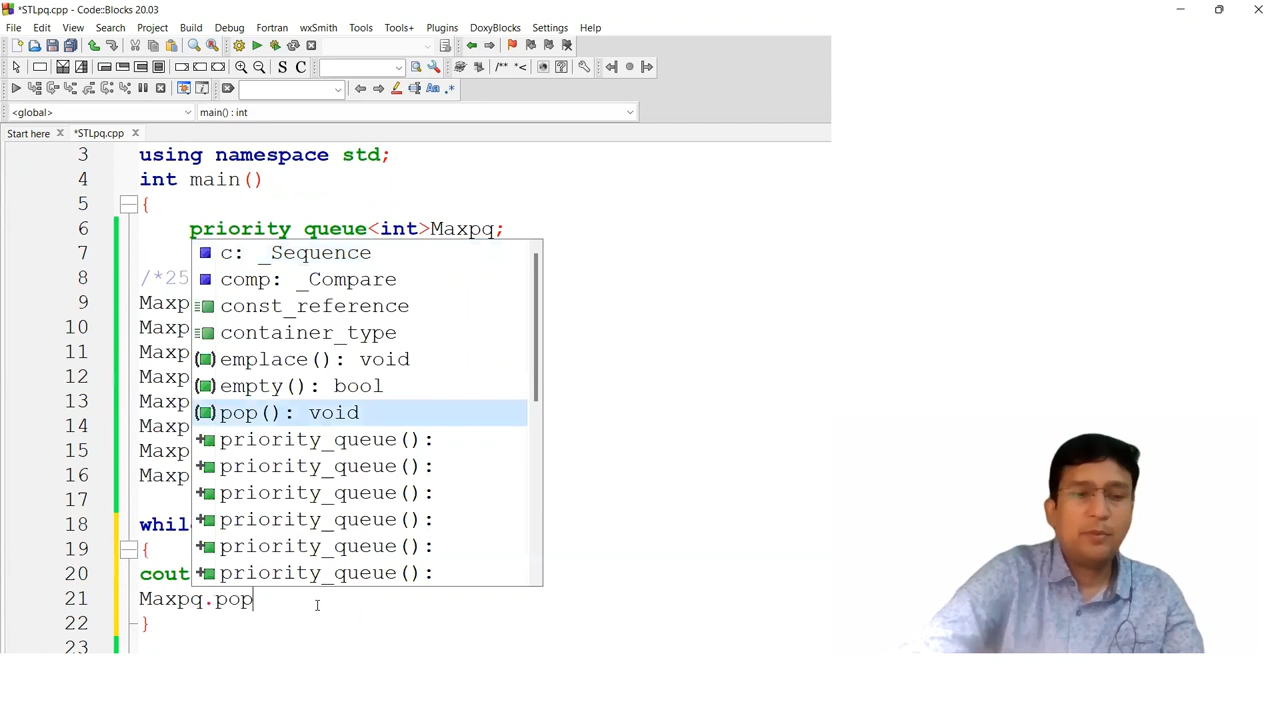 *STLpq.cpp - Code::Blocks 20.03
File Edit View Search Project Build Debug Fortran wxSmith Tools Tools+ Plugins DoxyBlocks Settings Help
S C /** *<
Aa .*
<global> main() : int
Start here *STLpq.cpp
3 using namespace std;
4 int main()
5 {
6 priority_queue<int>Maxpq;
7 c: _Sequence
8 /*25 comp: _Compare
9 Maxp const_reference
10 Maxp container_type
11 Maxp emplace(): void
12 Maxp empty(): bool
13 Maxp pop(): void
14 Maxp priority_queue():
15 Maxp priority_queue():
16 Maxp priority_queue():
17 priority_queue():
18 whil priority_queue():
19 {
20 cout priority_queue():
21 Maxpq.pop
22 }
23